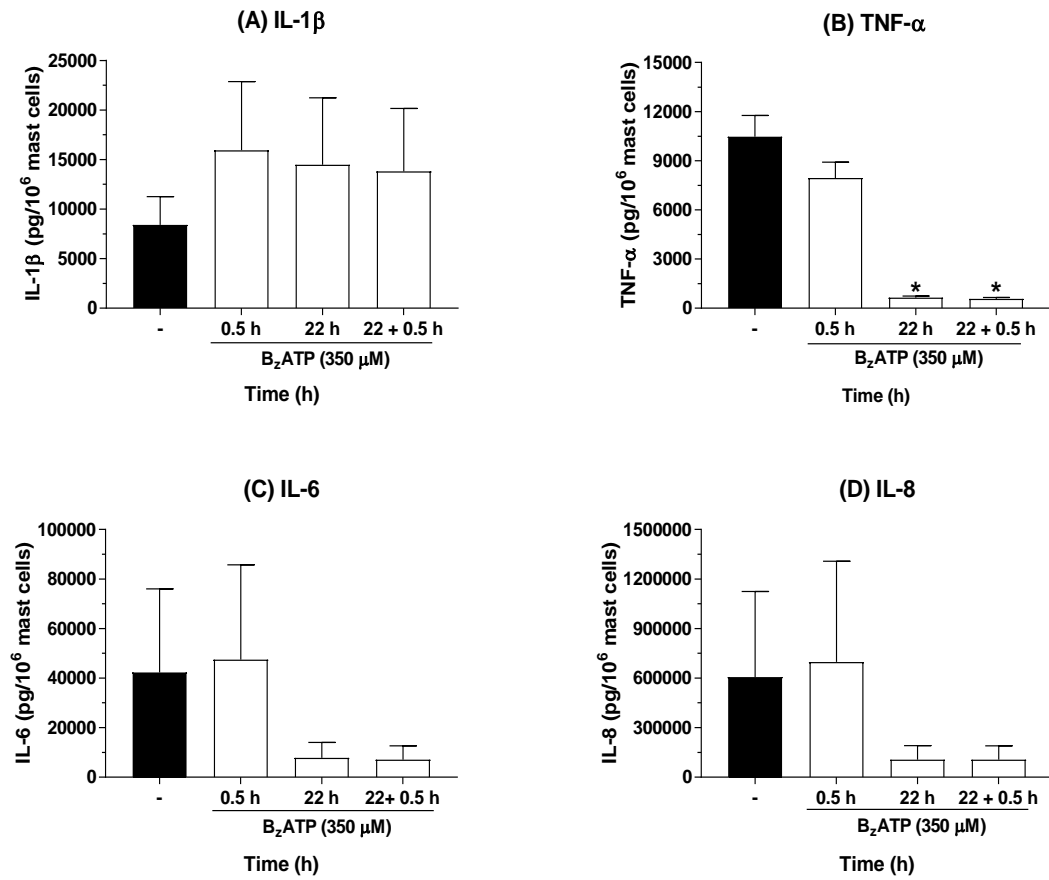 (A) IL-1β
IL-1β (pg/10⁶ mast cells)
25000
20000
15000
10000
5000
0
- 0.5 h 22 h 22 + 0.5 h
BzATP (350 μM)
Time (h)
(B) TNF-α
TNF-α (pg/10⁶ mast cells)
15000
12000
9000
6000
3000
0
* *
- 0.5 h 22 h 22 + 0.5 h
BzATP (350 μM)
Time (h)
(C) IL-6
IL-6 (pg/10⁶ mast cells)
100000
80000
60000
40000
20000
0
- 0.5 h 22 h 22+ 0.5 h
BzATP (350 μM)
Time (h)
(D) IL-8
IL-8 (pg/10⁶ mast cells)
1500000
1200000
900000
600000
300000
0
- 0.5 h 22 h 22 + 0.5 h
BzATP (350 μM)
Time (h)